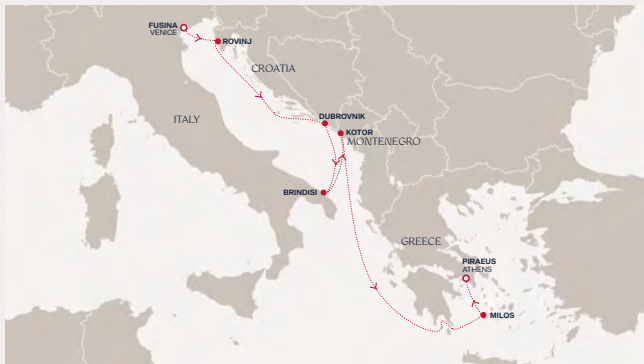 FUSINA
VENICE
ROVINJ
CROATIA
ITALY
DUBROVNIK
KOTOR
MONTENEGRO
BRINDISI
GREECE
PIRAEUS
ATHENS
MILOS